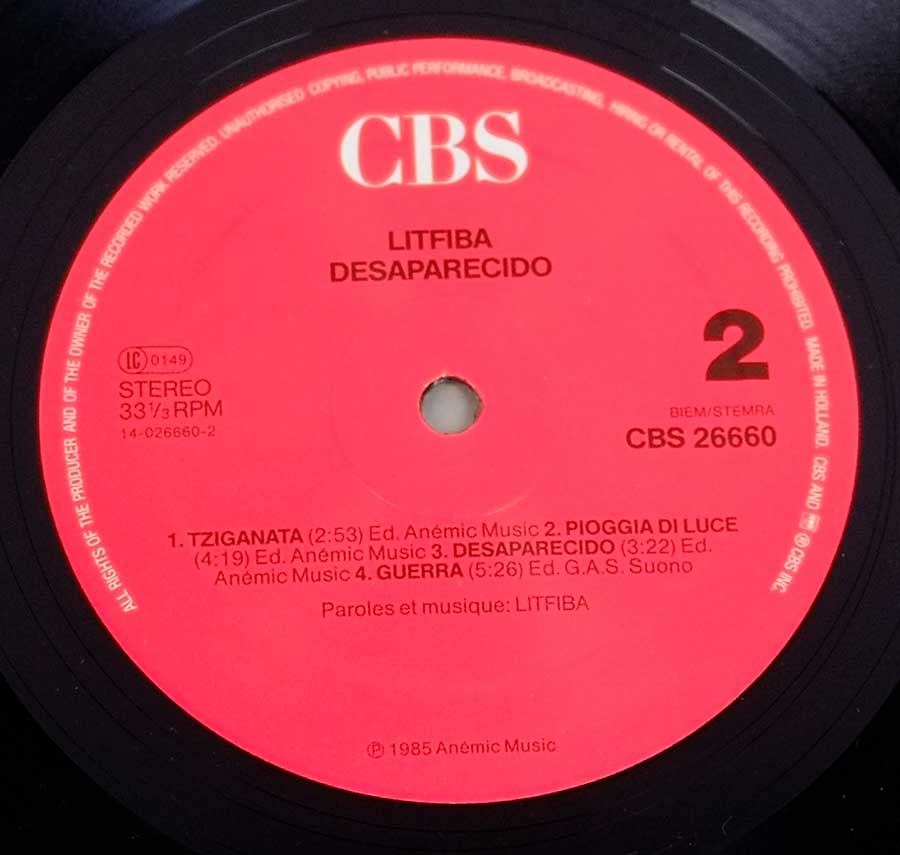 ALL RIGHTS OF THE PRODUCER AND OF THE OWNER OF THE RECORDED WORK RESERVED. UNAUTHORISED COPYING, PUBLIC PERFORMANCE, BROADCASTING, HIRING OR RENTAL OF THIS RECORDING PROHIBITED. MADE IN HOLLAND. CBS AND ℗ CBS INC.
CBS
LITFIBA
DESAPARECIDO
2
LC 0149
STEREO
33 1/3 RPM
14-026660-2
BIEM/STEMRA
CBS 26660
1. TZIGANATA (2:53) Ed. Anémic Music 2. PIOGGIA DI LUCE
(4:19) Ed. Anémic Music 3. DESAPARECIDO (3:22) Ed.
Anémic Music 4. GUERRA (5:26) Ed. G.A.S. Suono
Paroles et musique: LITFIBA
℗ 1985 Anémic Music